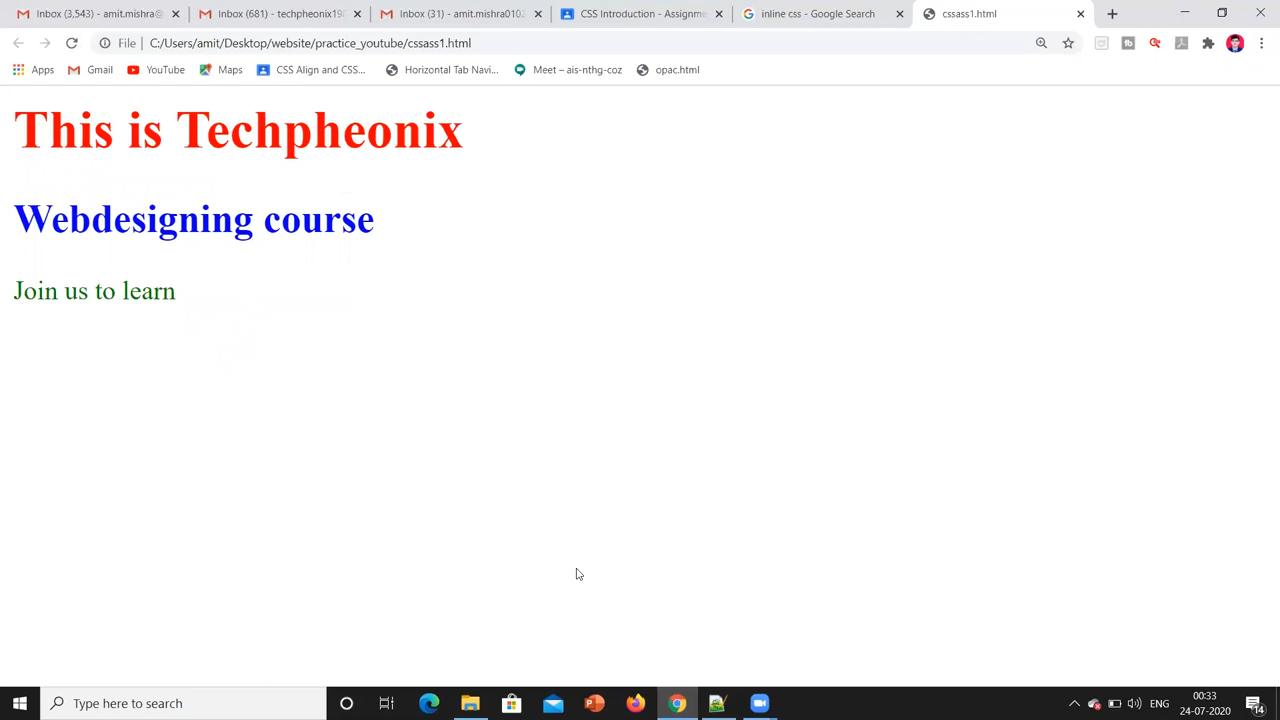 Inbox (3,543) - amit.mishra@
Inbox (681) - techpheonix19
Inbox (31) - amit.mishra010
CSS Introduction - Assignme
inline css - Google Search
cssass1.html
File
C:/Users/amit/Desktop/website/practice_youtube/cssass1.html
Apps
Gmail
YouTube
Maps
CSS Align and CSS...
Horizontal Tab Navi...
Meet – ais-nthg-coz
opac.html
This is Techpheonix
Webdesigning course
Join us to learn
Type here to search
ENG
00:33
24-07-2020
14